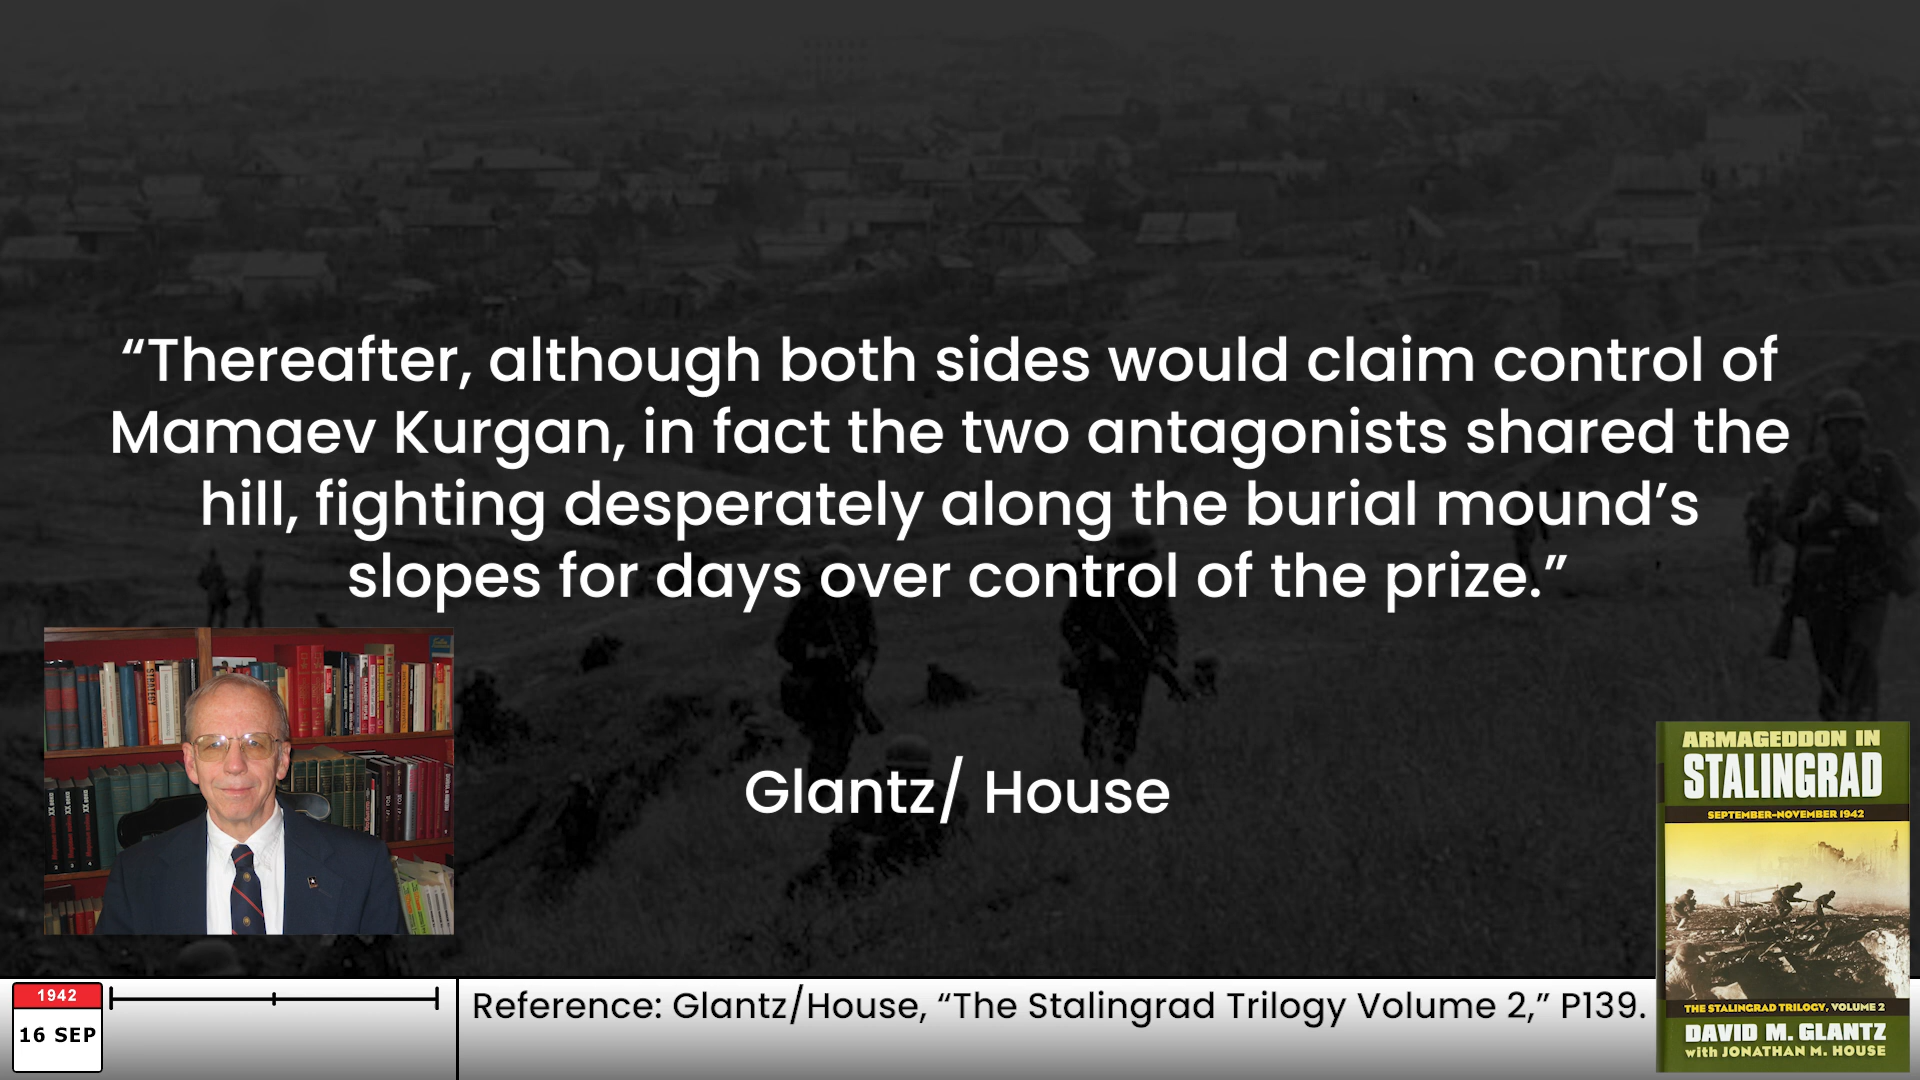 “Thereafter, although both sides would claim control of
Mamaev Kurgan, in fact the two antagonists shared the
hill, fighting desperately along the burial mound’s
slopes for days over control of the prize.”
Glantz/ House
ARMAGEDDON IN
STALINGRAD
SEPTEMBER–NOVEMBER 1942
THE STALINGRAD TRILOGY, VOLUME 2
DAVID M. GLANTZ
with JONATHAN M. HOUSE
1942
16 SEP
Reference: Glantz/House, “The Stalingrad Trilogy Volume 2,” P139.